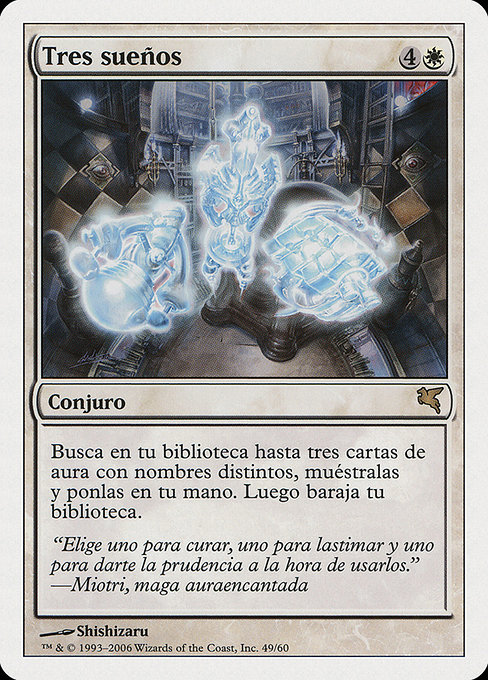 Tres sueños 4
Conjuro
Busca en tu biblioteca hasta tres cartas de
aura con nombres distintos, muéstralas
y ponlas en tu mano. Luego baraja tu
biblioteca.
“Elige uno para curar, uno para lastimar y uno
para darte la prudencia a la hora de usarlos.”
—Miotri, maga auraencantada
Shishizaru
™ & © 1993–2006 Wizards of the Coast, Inc. 49/60